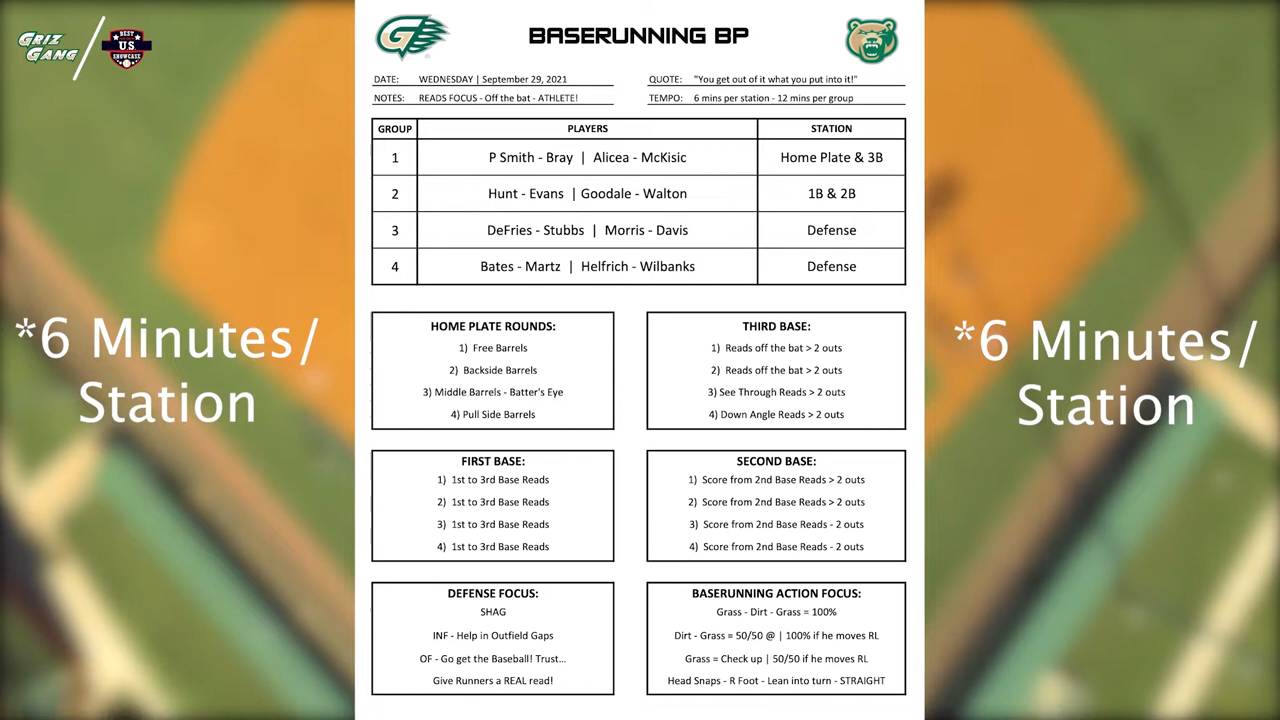 GRIZ GANG
BEST
U.S.
SHOWCASE
G
BASERUNNING BP
DATE: WEDNESDAY | September 29, 2021
QUOTE: "You get out of it what you put into it!"
NOTES: READS FOCUS - Off the bat - ATHLETE!
TEMPO: 6 mins per station - 12 mins per group
GROUP PLAYERS STATION
1 P Smith - Bray | Alicea - McKisic Home Plate & 3B
2 Hunt - Evans | Goodale - Walton 1B & 2B
3 DeFries - Stubbs | Morris - Davis Defense
4 Bates - Martz | Helfrich - Wilbanks Defense
*6 Minutes/
Station
HOME PLATE ROUNDS:
1) Free Barrels
2) Backside Barrels
3) Middle Barrels - Batter's Eye
4) Pull Side Barrels
THIRD BASE:
1) Reads off the bat > 2 outs
2) Reads off the bat > 2 outs
3) See Through Reads > 2 outs
4) Down Angle Reads > 2 outs
*6 Minutes/
Station
FIRST BASE:
1) 1st to 3rd Base Reads
2) 1st to 3rd Base Reads
3) 1st to 3rd Base Reads
4) 1st to 3rd Base Reads
SECOND BASE:
1) Score from 2nd Base Reads > 2 outs
2) Score from 2nd Base Reads > 2 outs
3) Score from 2nd Base Reads - 2 outs
4) Score from 2nd Base Reads - 2 outs
DEFENSE FOCUS:
SHAG
INF - Help in Outfield Gaps
OF - Go get the Baseball! Trust...
Give Runners a REAL read!
BASERUNNING ACTION FOCUS:
Grass - Dirt - Grass = 100%
Dirt - Grass = 50/50 @ | 100% if he moves RL
Grass = Check up | 50/50 if he moves RL
Head Snaps - R Foot - Lean into turn - STRAIGHT